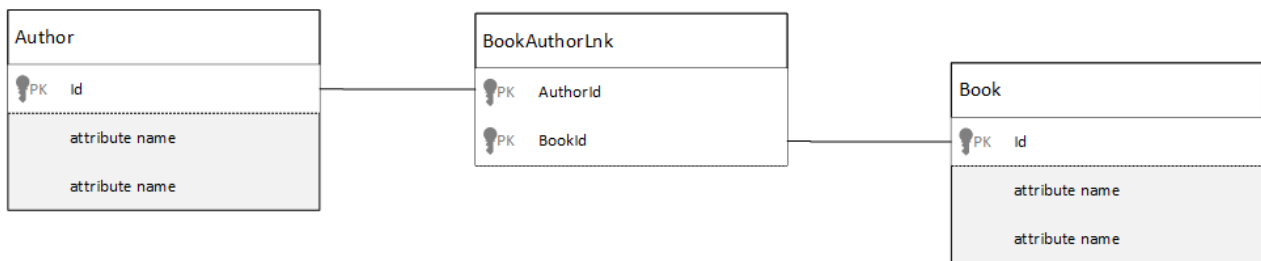 Author
PK Id
attribute name
attribute name
BookAuthorLnk
PK AuthorId
PK BookId
Book
PK Id
attribute name
attribute name